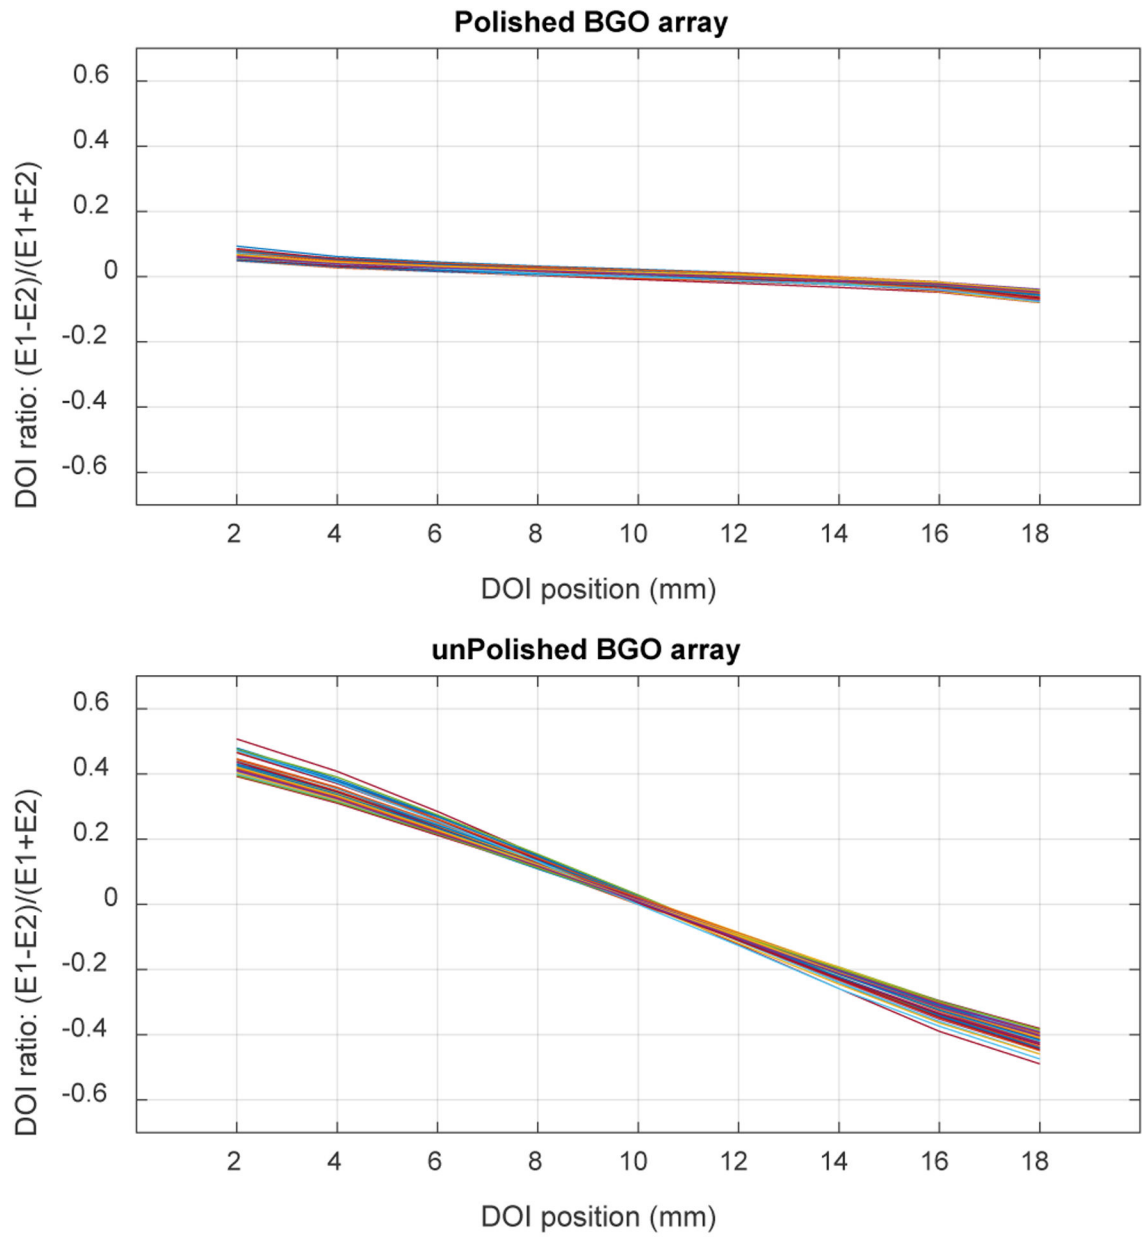 Polished BGO array
DOI ratio: (E1-E2)/(E1+E2)
0.6
0.4
0.2
0
-0.2
-0.4
-0.6
2 4 6 8 10 12 14 16 18
DOI position (mm)
unPolished BGO array
DOI ratio: (E1-E2)/(E1+E2)
0.6
0.4
0.2
0
-0.2
-0.4
-0.6
2 4 6 8 10 12 14 16 18
DOI position (mm)